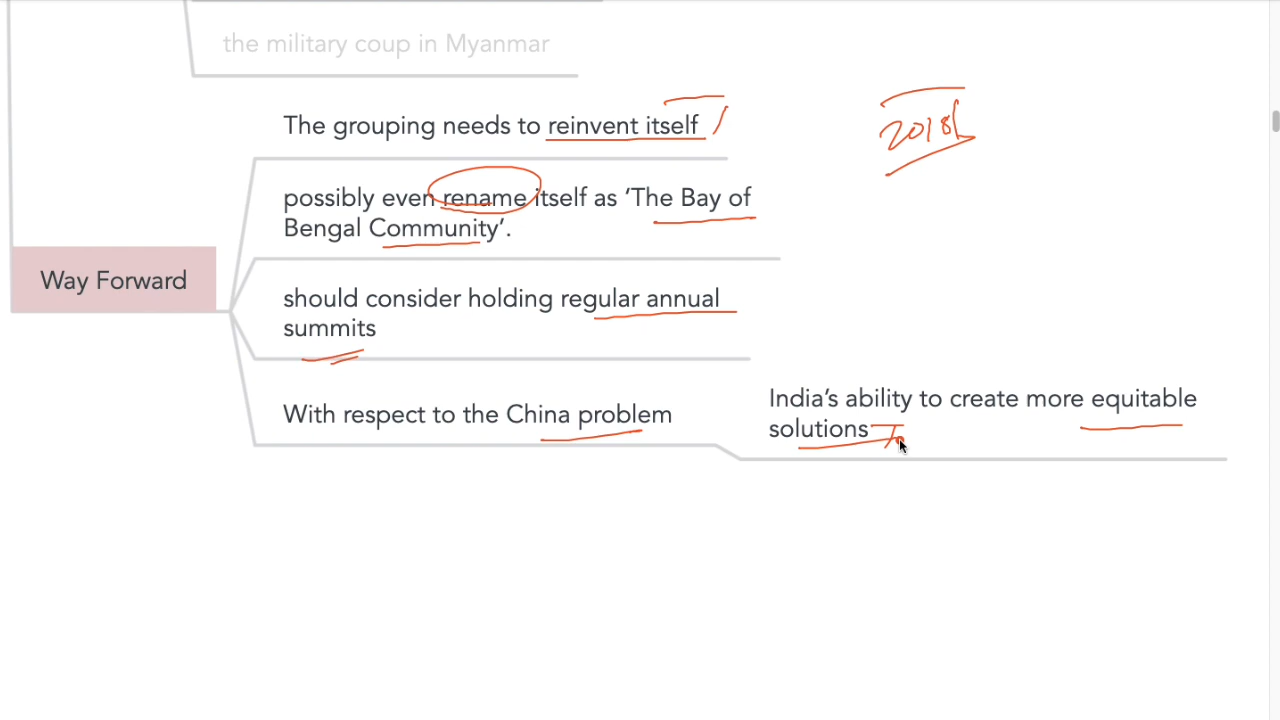 the military coup in Myanmar
The grouping needs to reinvent itself
2018
possibly even rename itself as ‘The Bay of
Bengal Community’.
Way Forward
should consider holding regular annual
summits
With respect to the China problem
India’s ability to create more equitable
solutions